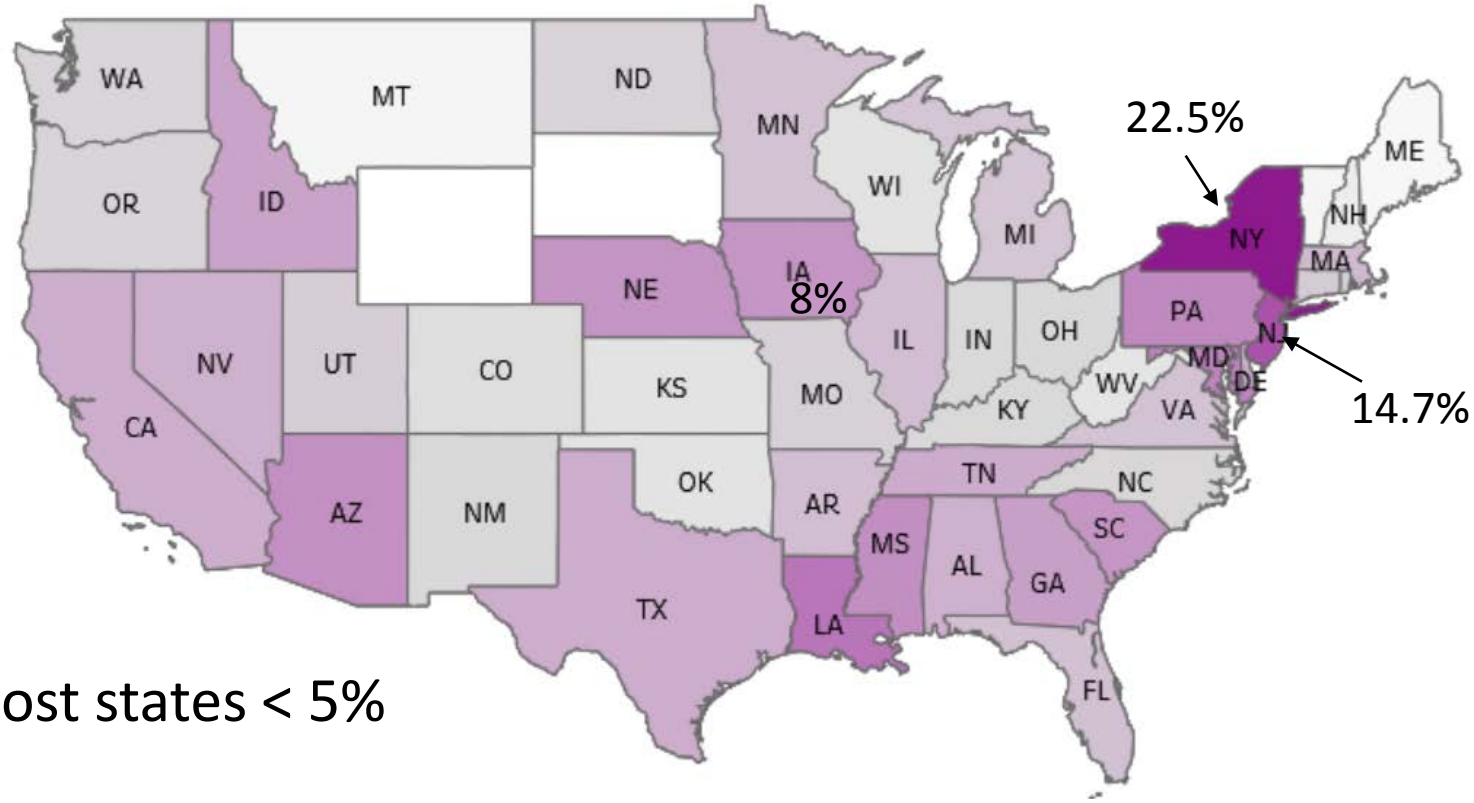 WA
MT
ND
MN
22.5%
ME
WI
OR
ID
NH
NY
MI
MA
IA
NE
8%
PA
NJ
OH
IL
IN
NV
UT
MD
CO
WV
DE
KS
MO
14.7%
KY
VA
CA
TN
OK
NC
AR
AZ
NM
SC
MS
AL
GA
TX
LA
FL
ost states < 5%